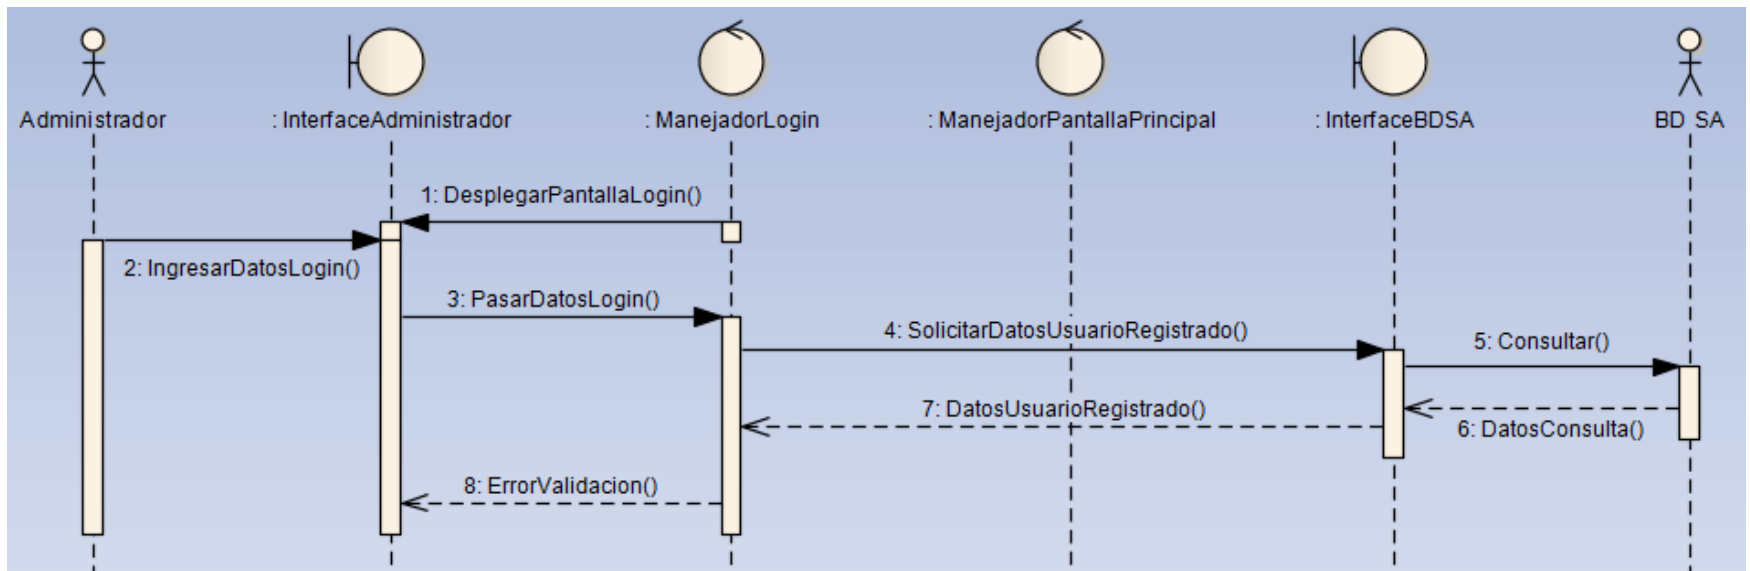 Administrador
: InterfaceAdministrador
: ManejadorLogin
: ManejadorPantallaPrincipal
: InterfaceBDSA
BD SA
1: DesplegarPantallaLogin()
2: IngresarDatosLogin()
3: PasarDatosLogin()
4: SolicitarDatosUsuarioRegistrado()
5: Consultar()
6: DatosConsulta()
7: DatosUsuarioRegistrado()
8: ErrorValidacion()